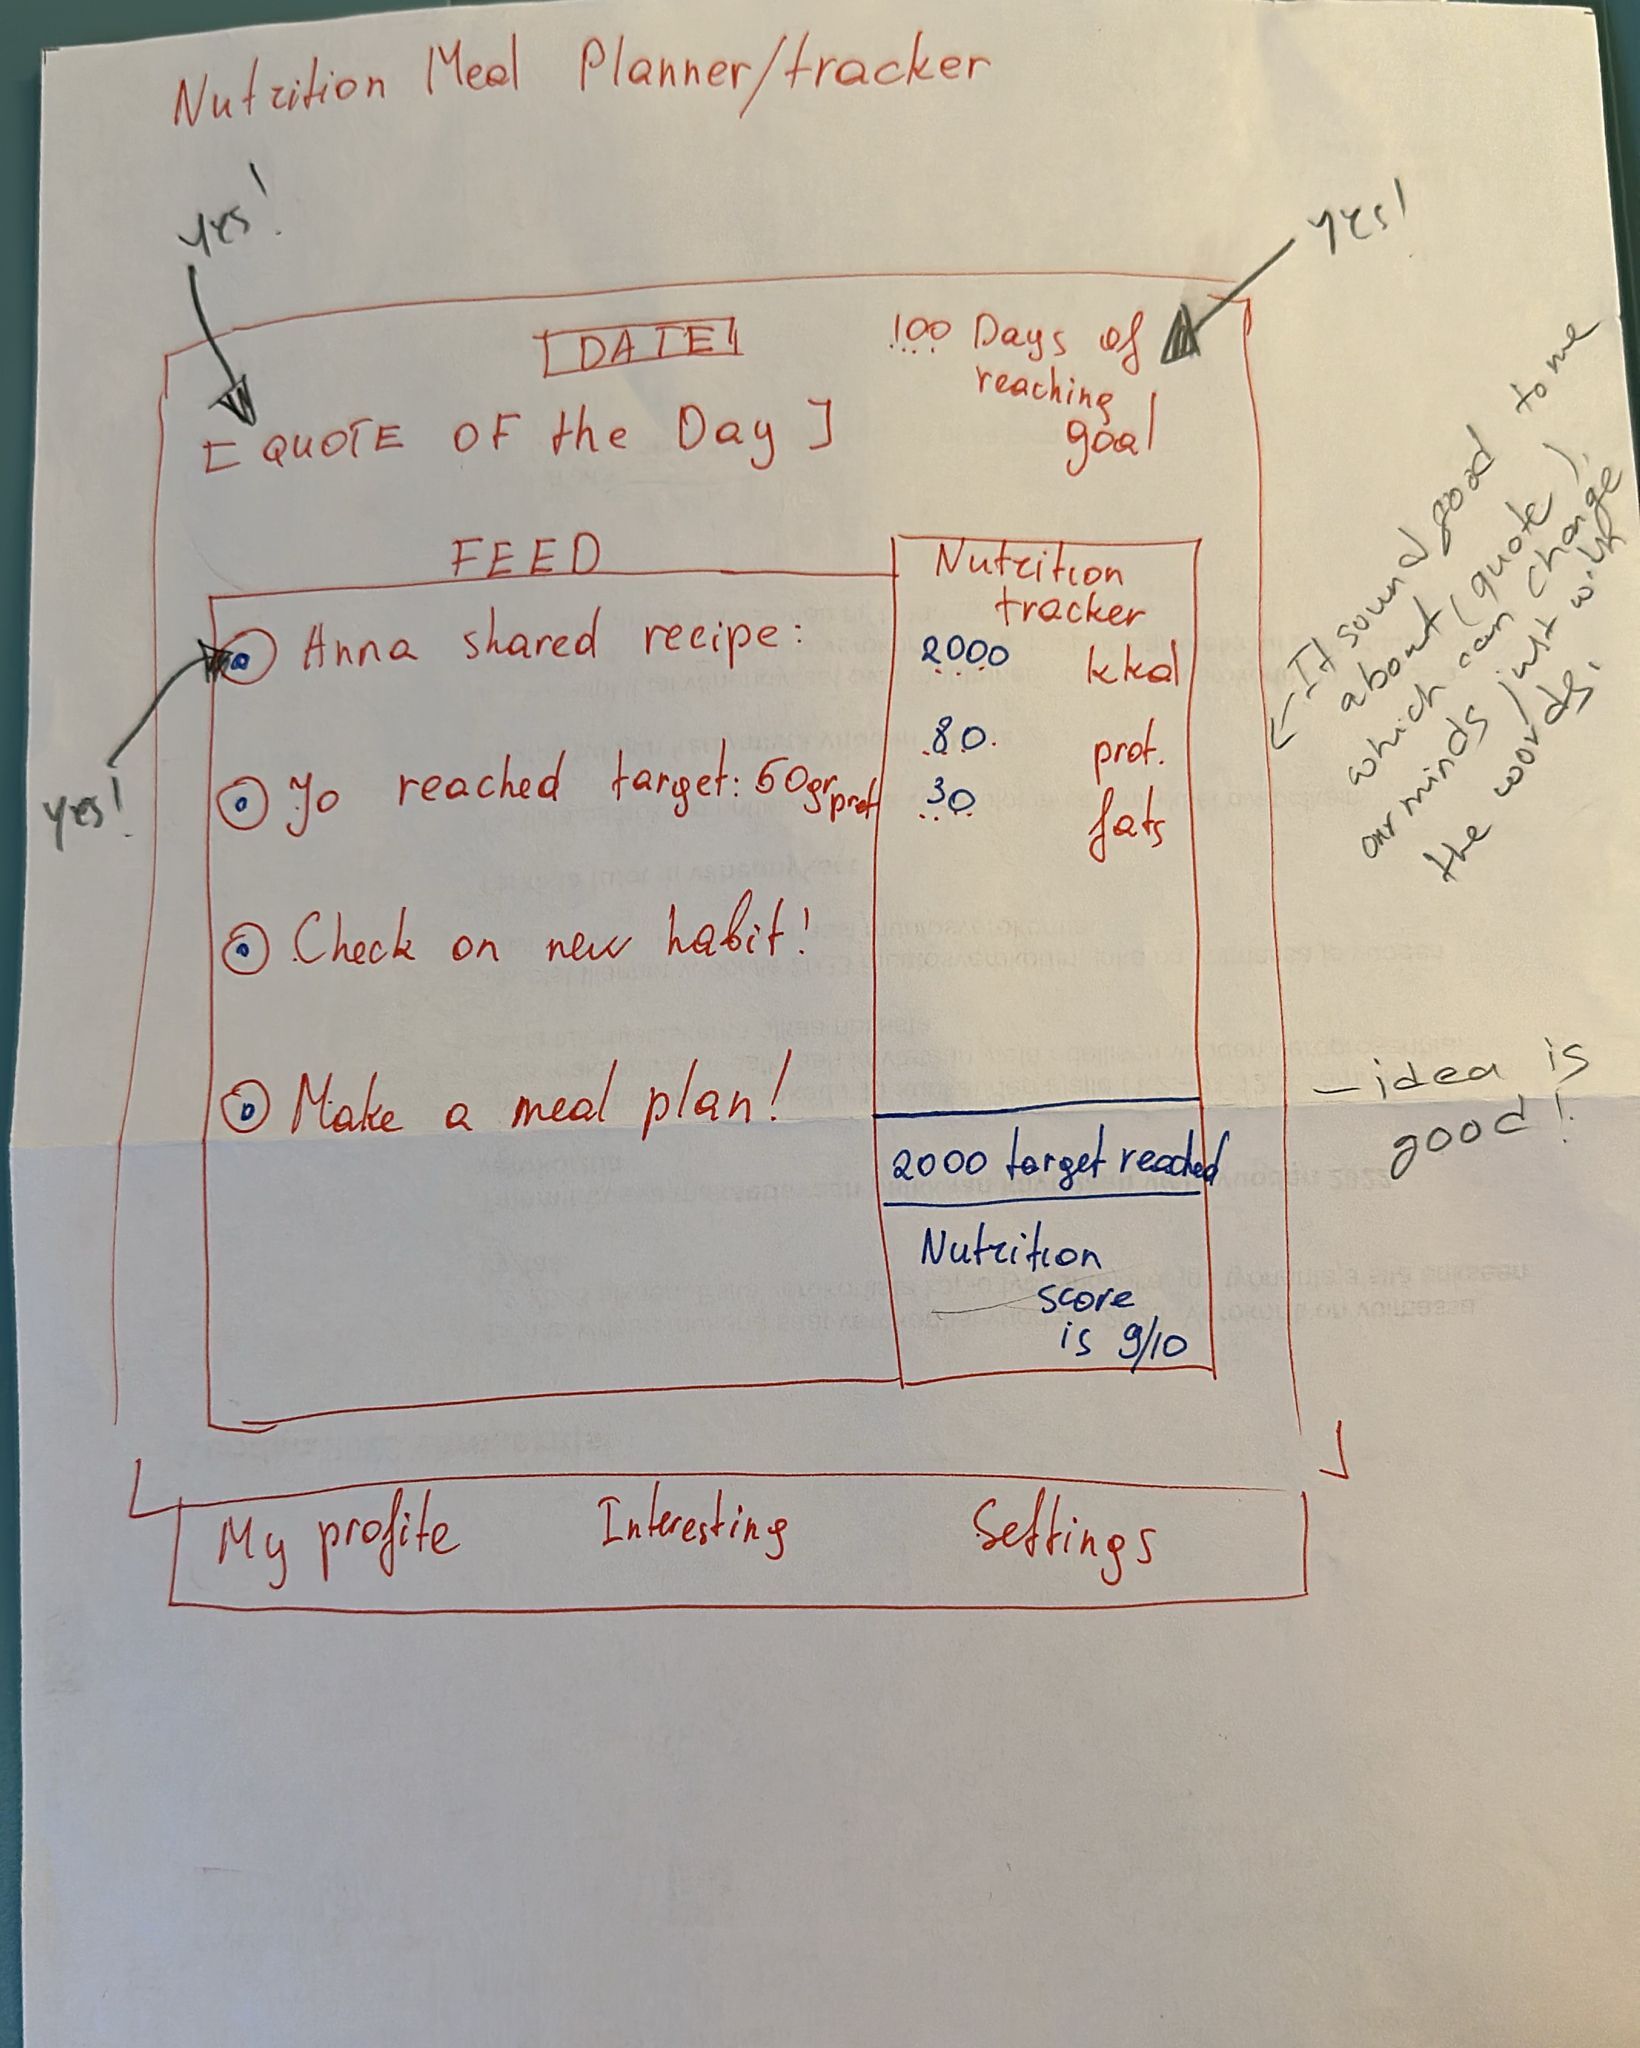 Nutrition Meal Planner/tracker
yes!
yes!
[DATE]
100 Days of
reaching
goal
[QUOTE OF the Day]
FEED
Anna shared recipe:
Jo reached target: 50gr prot
Check on new habit!
Make a meal plan!
yes!
Nutrition
tracker
2000 kkal
80 prot.
30 fats
2000 target reached
Nutrition
score
is 9/10
- It sound good to me
about (quote),
which can change
our minds just with
the words.
- idea is
good!
My profite Interesting Settings